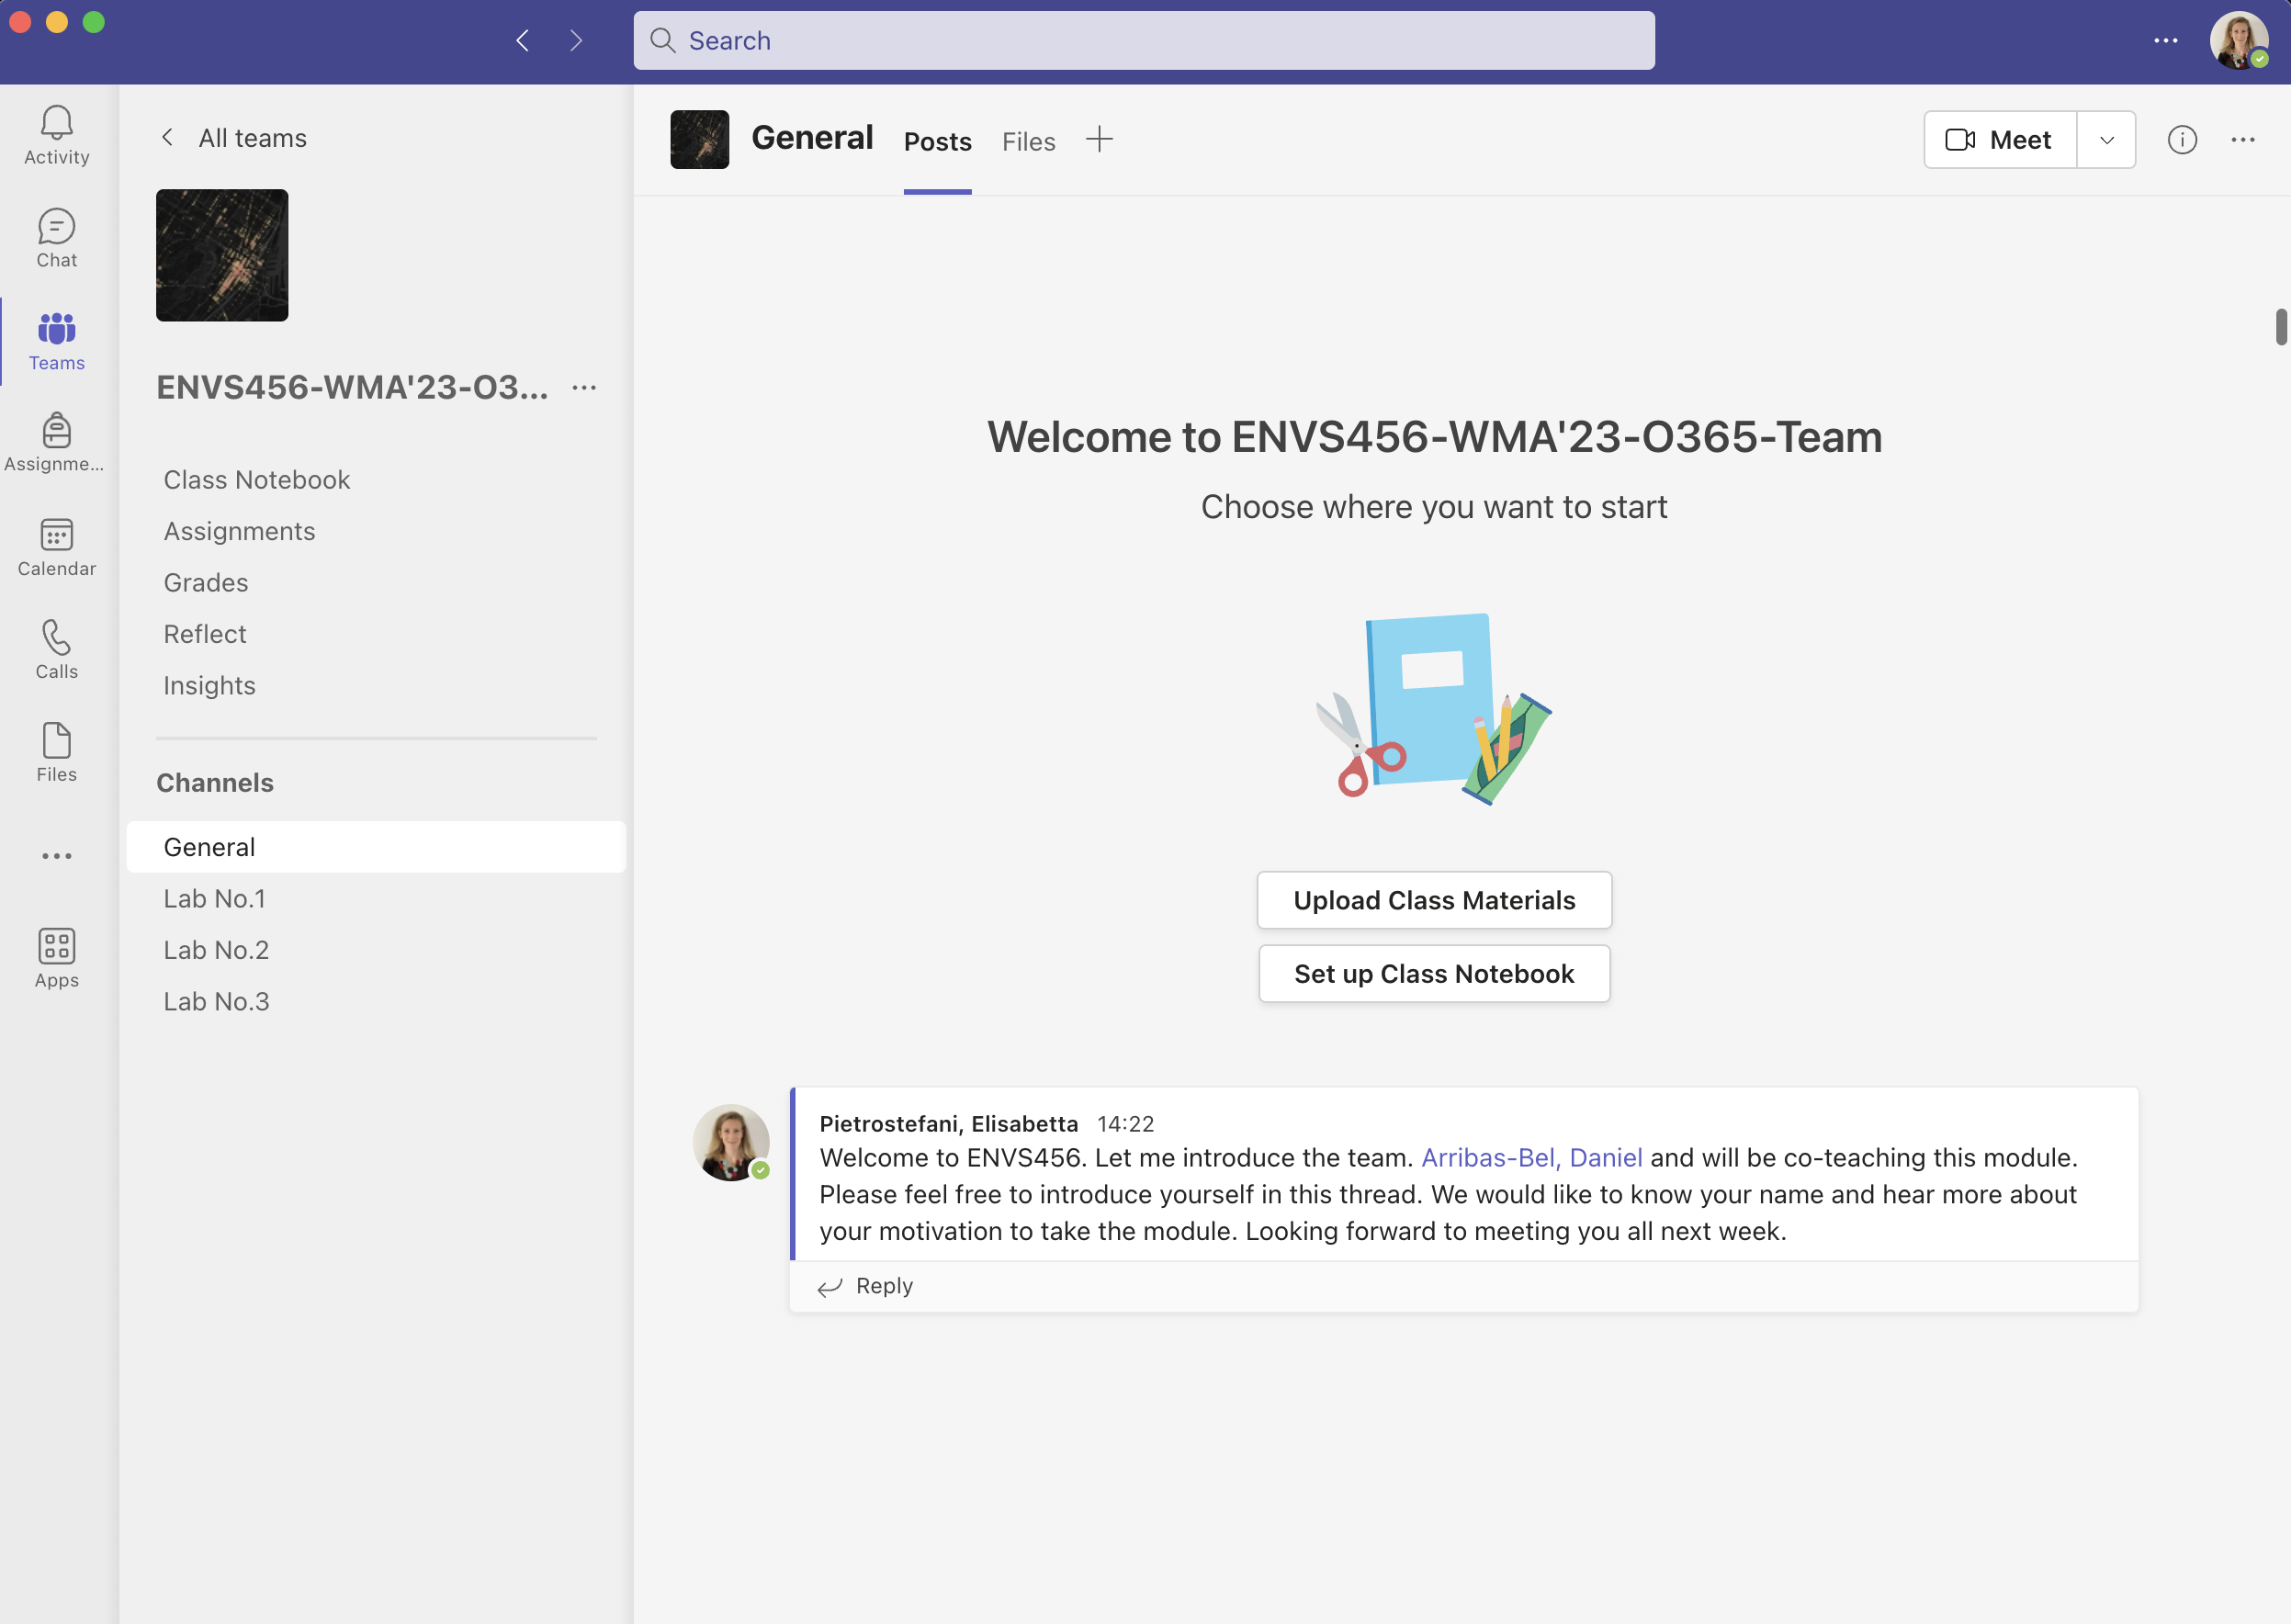 Search
Activity
Chat
Teams
Assignme...
Calendar
Calls
Files
Apps
All teams
ENVS456-WMA'23-O3...
Class Notebook
Assignments
Grades
Reflect
Insights
Channels
General
Lab No.1
Lab No.2
Lab No.3
General
Posts
Files
Meet
Welcome to ENVS456-WMA'23-O365-Team
Choose where you want to start
Upload Class Materials
Set up Class Notebook
Pietrostefani, Elisabetta 14:22
Welcome to ENVS456. Let me introduce the team. Arribas-Bel, Daniel and will be co-teaching this module.
Please feel free to introduce yourself in this thread. We would like to know your name and hear more about
your motivation to take the module. Looking forward to meeting you all next week.
Reply